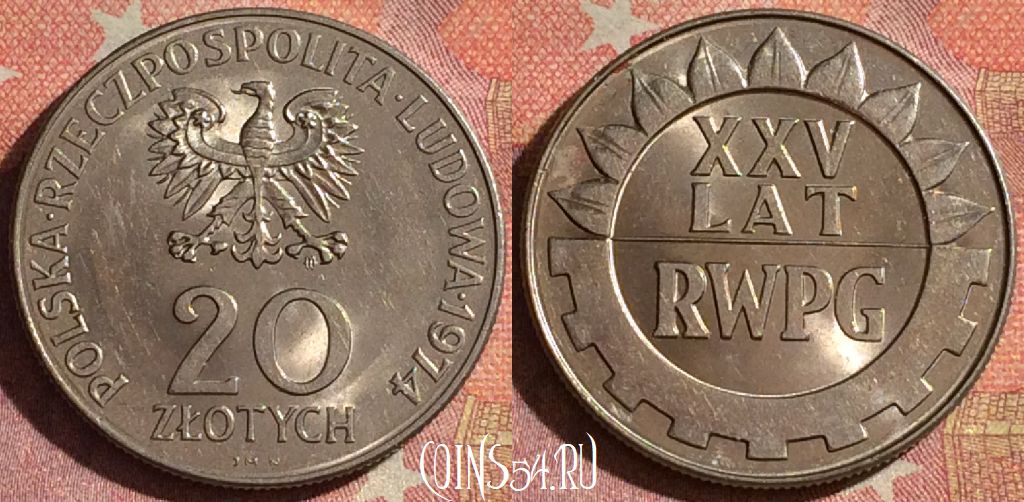 POLSKA·RZECZPOSPOLITA·LUDOWA·1974
20
ZŁOTYCH
XXV
LAT
RWPG
COINS54.RU